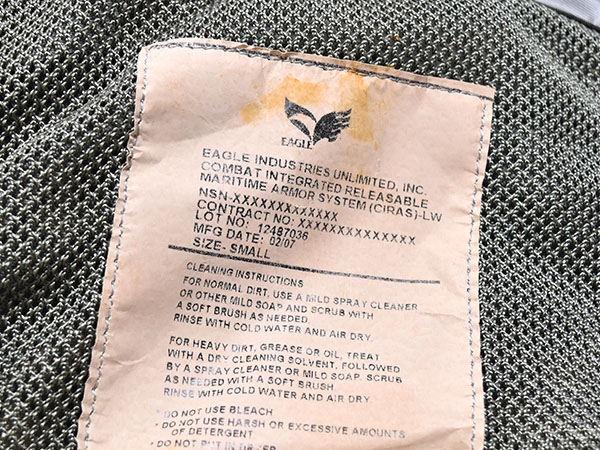 EAGLE
EAGLE INDUSTRIES UNLIMITED, INC.
COMBAT INTEGRATED RELEASABLE
MARITIME ARMOR SYSTEM (CIRAS)-LW
NSN-XXXXXXXXXXXXX
CONTRACT NO: XXXXXXXXXXXXXX
LOT NO: 12487036
MFG DATE: 02/07
SIZE- SMALL
CLEANING INSTRUCTIONS
FOR NORMAL DIRT, USE A MILD SPRAY CLEANER
OR OTHER MILD SOAP AND SCRUB WITH
A SOFT BRUSH AS NEEDED,
RINSE WITH COLD WATER AND AIR DRY.
FOR HEAVY DIRT, GREASE OR OIL, TREAT
WITH A DRY CLEANING SOLVENT, FOLLOWED
BY A SPRAY CLEANER OR MILD SOAP. SCRUB
AS NEEDED WITH A SOFT BRUSH
RINSE WITH COLD WATER AND AIR DRY
* DO NOT USE BLEACH
* DO NOT USE HARSH OR EXCESSIVE AMOUNTS
OF DETERGENT
* DO NOT PUT IN DRYER